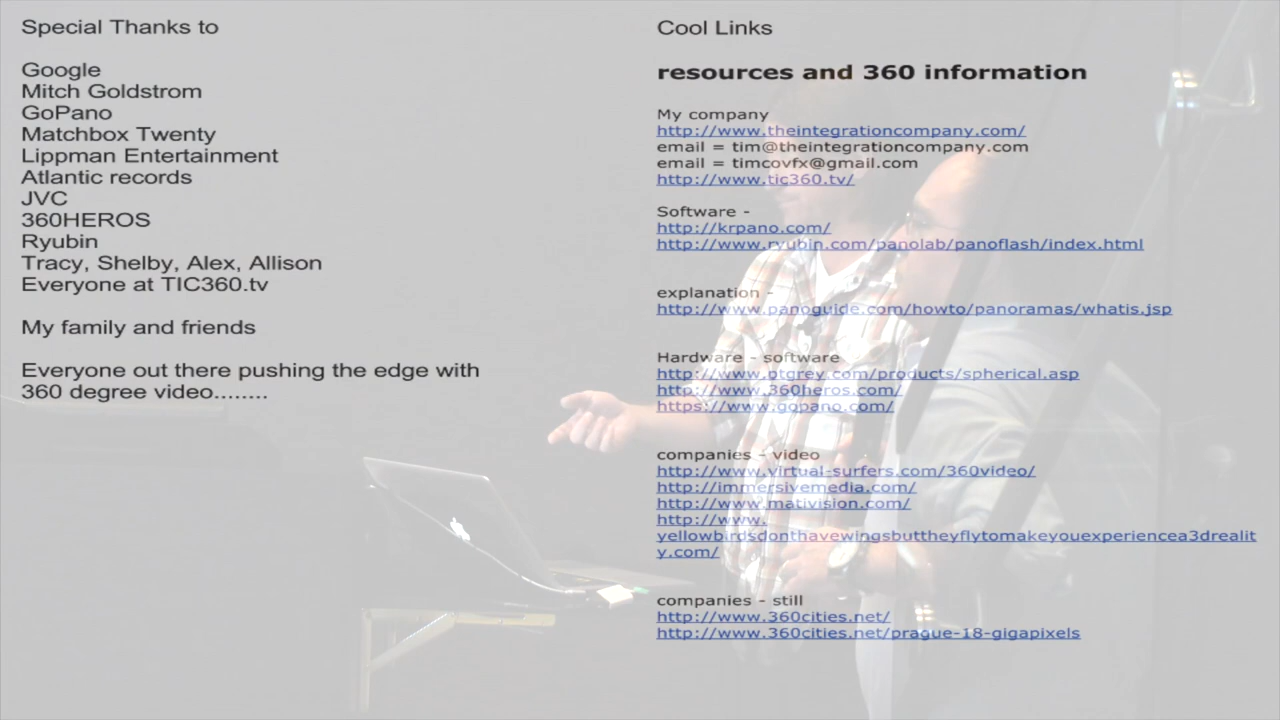 Special Thanks to
Google
Mitch Goldstrom
GoPano
Matchbox Twenty
Lippman Entertainment
Atlantic records
JVC
360HEROS
Ryubin
Tracy, Shelby, Alex, Allison
Everyone at TIC360.tv
My family and friends
Everyone out there pushing the edge with
360 degree video........
Cool Links
resources and 360 information
My company
http://www.theintegrationcompany.com/
email = tim@theintegrationcompany.com
email = timcovfx@gmail.com
http://www.tic360.tv/
Software -
http://krpano.com/
http://www.ryubin.com/panolab/panoflash/index.html
explanation -
http://www.panoguide.com/howto/panoramas/whatis.jsp
Hardware - software
http://www.ptgrey.com/products/spherical.asp
http://www.360heros.com/
https://www.gopano.com/
companies - video
http://www.virtual-surfers.com/360video/
http://immersivemedia.com/
http://www.mativision.com/
http://www.
yellowbirdsdonthavewingsbuttheyflytomakeyouexperiencea3drealit
y.com/
companies - still
http://www.360cities.net/
http://www.360cities.net/prague-18-gigapixels